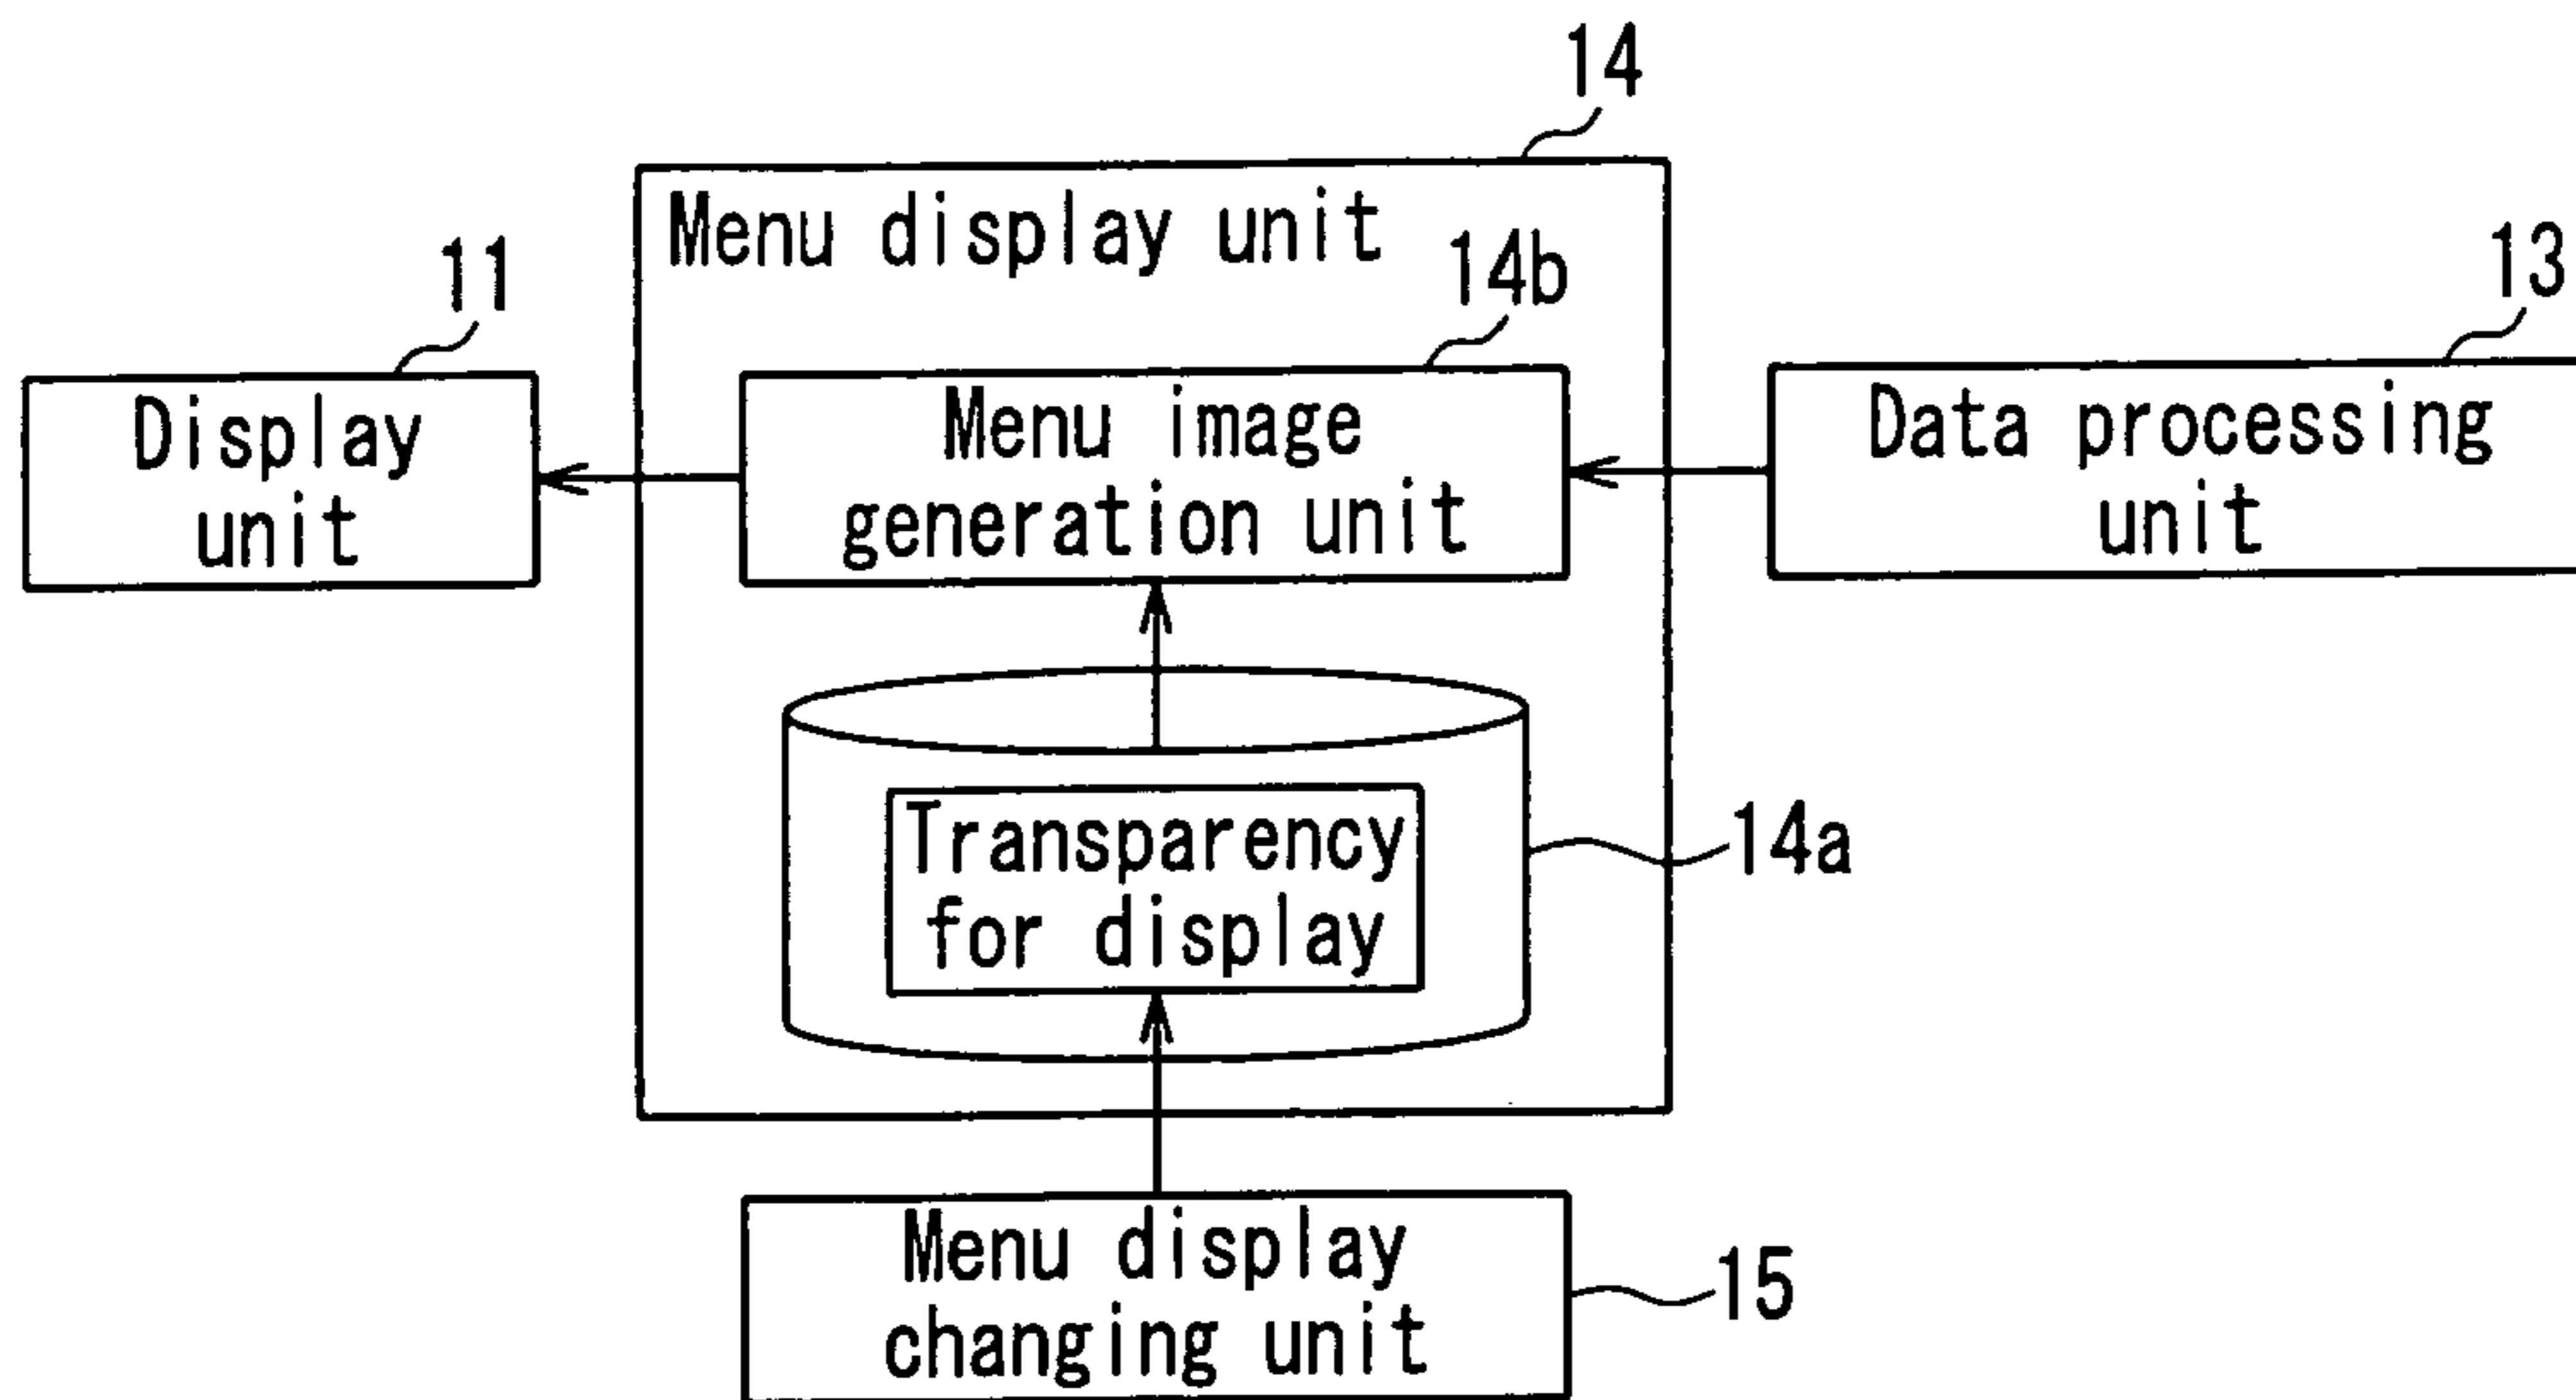 14
Menu display unit
11
14b
13
Display
unit
Menu image
generation unit
Data processing
unit
Transparency
for display
14a
Menu display
changing unit
15